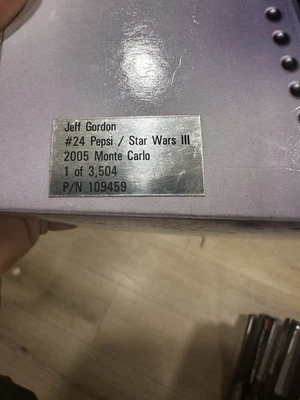 Jeff Gordon
#24 Pepsi / Star Wars III
2005 Monte Carlo
1 of 3,504
P/N 109459